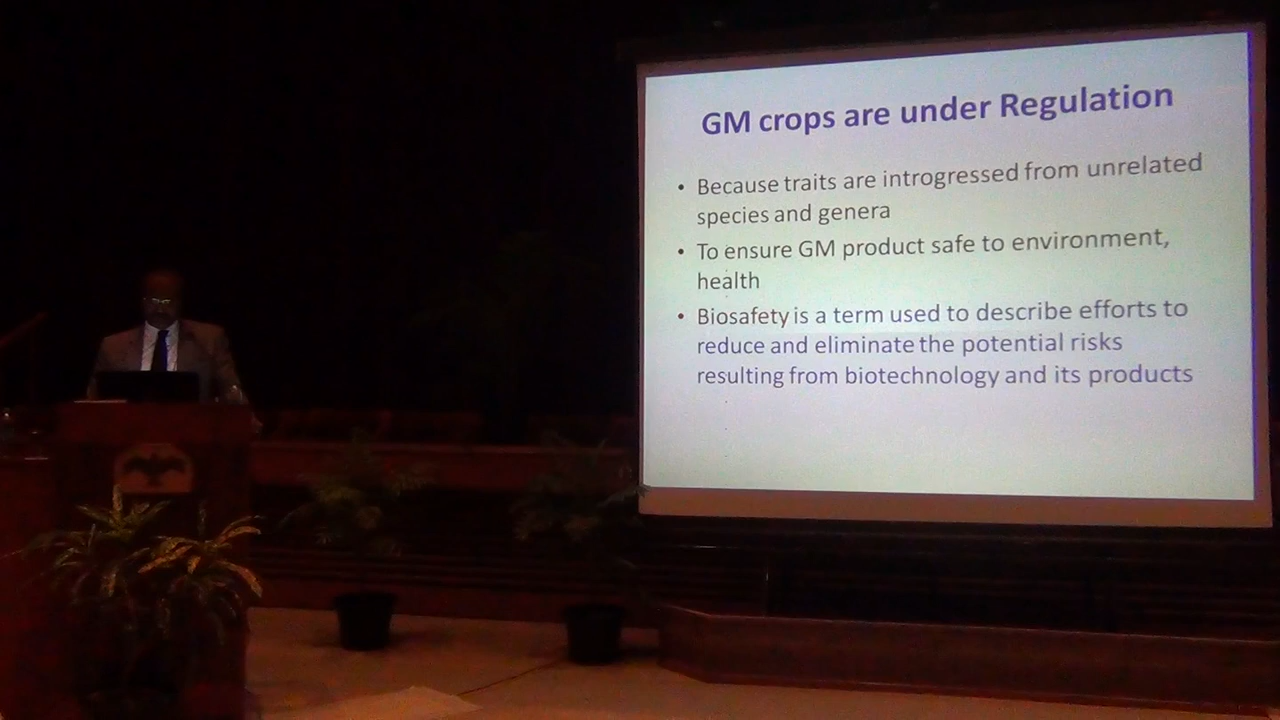 GM crops are under Regulation
• Because traits are introgressed from unrelated
species and genera
• To ensure GM product safe to environment,
health
• Biosafety is a term used to describe efforts to
reduce and eliminate the potential risks
resulting from biotechnology and its products